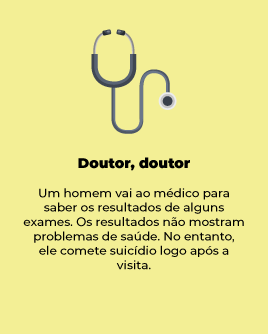 Doutor, doutor
Um homem vai ao médico para
saber os resultados de alguns
exames. Os resultados não mostram
problemas de saúde. No entanto,
ele comete suicídio logo após a
visita.